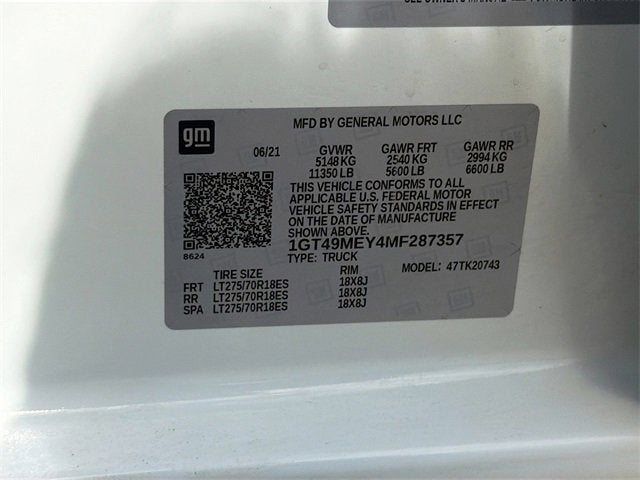 MFD BY GENERAL MOTORS LLC
gm
06/21 GVWR GAWR FRT GAWR RR
5148 KG 2540 KG 2994 KG
11350 LB 5600 LB 6600 LB
THIS VEHICLE CONFORMS TO ALL
APPLICABLE U.S. FEDERAL MOTOR
VEHICLE SAFETY STANDARDS IN EFFECT
ON THE DATE OF MANUFACTURE
SHOWN ABOVE.
8624
1GT49MEY4MF287357
TYPE: TRUCK MODEL: 47TK20743
TIRE SIZE RIM
FRT LT275/70R18ES 18X8J
RR LT275/70R18ES 18X8J
SPA LT275/70R18ES 18X8J